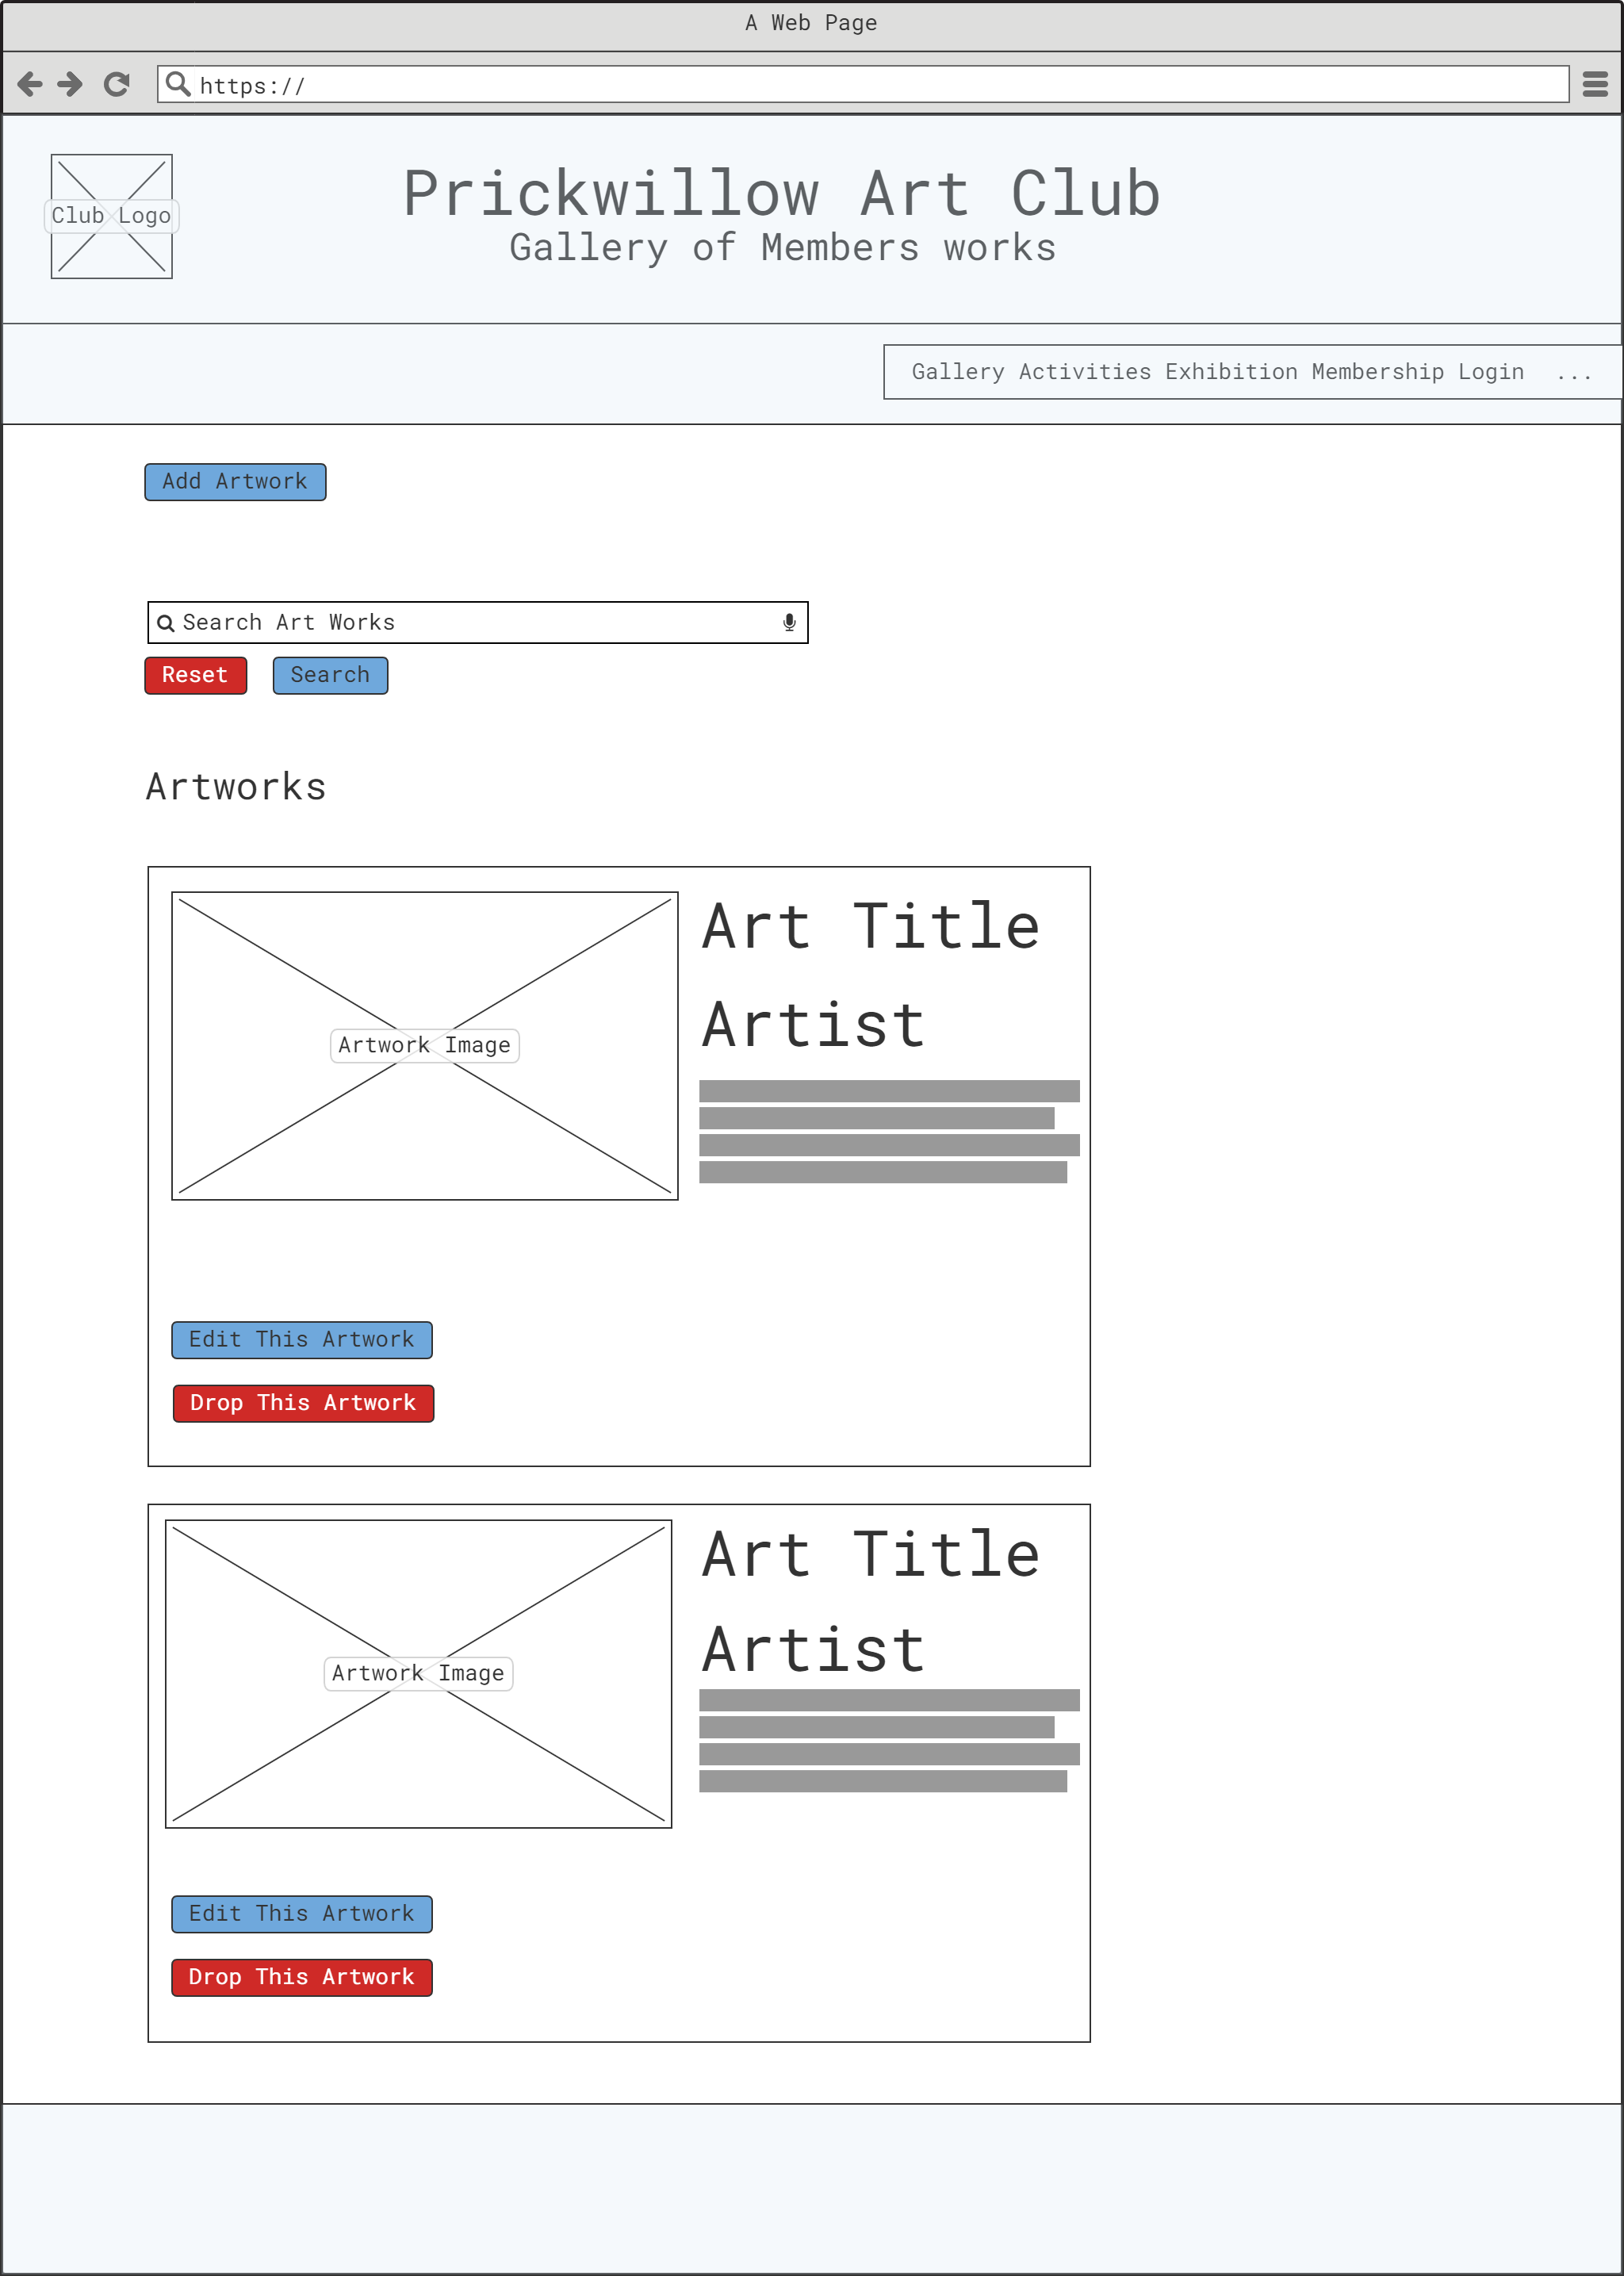 A Web Page
https://
Club Logo
Prickwillow Art Club
Gallery of Members works
Gallery Activities Exhibition Membership Login ...
Add Artwork
Search Art Works
Reset Search
Artworks
Art Title
Artist
Artwork Image
Edit This Artwork
Drop This Artwork
Art Title
Artist
Artwork Image
Edit This Artwork
Drop This Artwork